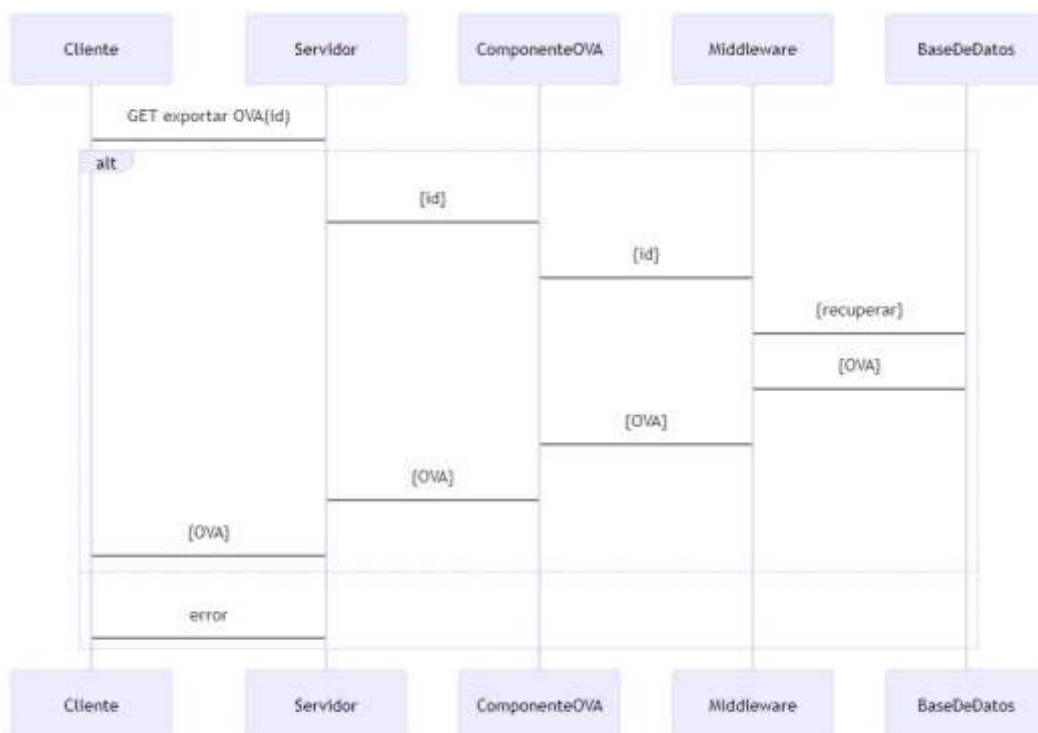 Cliente Servidor ComponenteOVA Middleware BaseDeDatos
GET exportar OVA{id}
alt
{id}
{id}
{recuperar}
{OVA}
{OVA}
{OVA}
{OVA}
error
Cliente Servidor ComponenteOVA Middleware BaseDeDatos